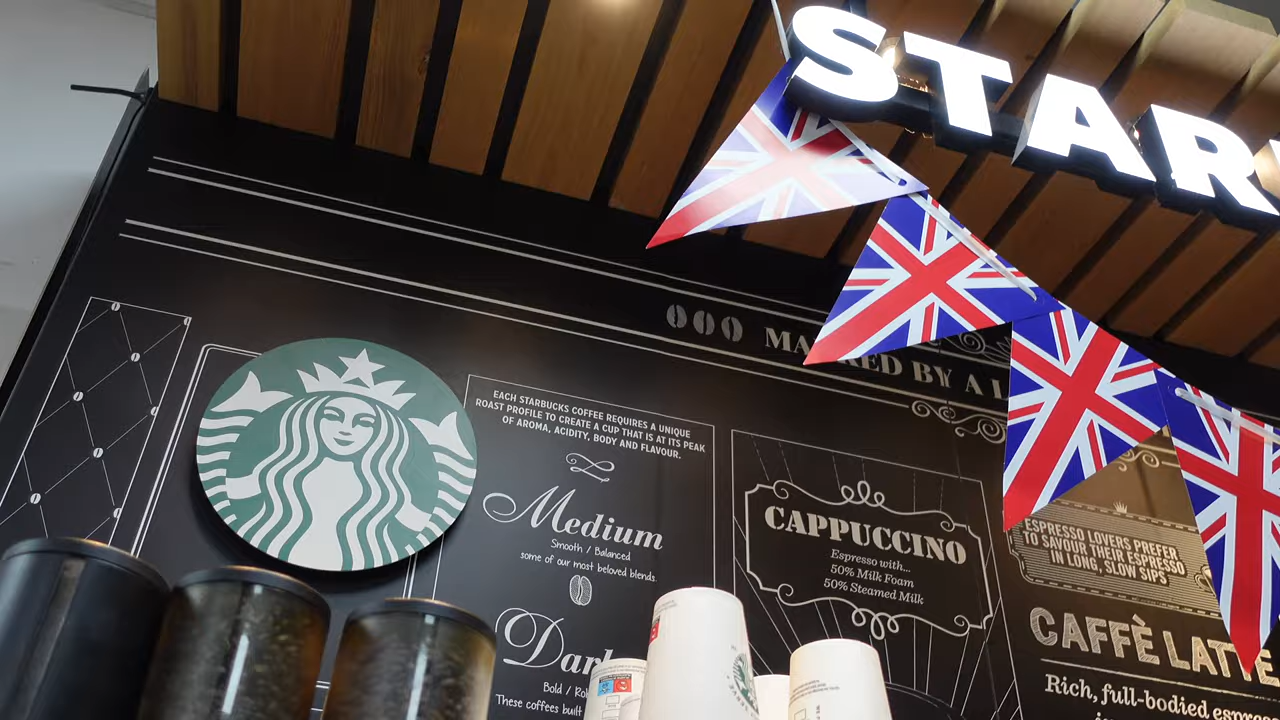 STAR
BY A
EACH STARBUCKS COFFEE REQUIRES A UNIQUE
ROAST PROFILE TO CREATE A CUP THAT IS AT ITS PEAK
OF AROMA, ACIDITY, BODY AND FLAVOUR.
Medium
Smooth / Balanced
some of our most beloved blends.
Dark
Bold /
These coffees built
CAPPUCCINO
Espresso with...
50% Milk Foam
50% Steamed Milk
ESPRESSO LOVERS PREFER
TO SAVOUR THEIR ESPRESSO
IN LONG, SLOW SIPS
CAFFÈ LATTE
Rich, full-bodied espresso